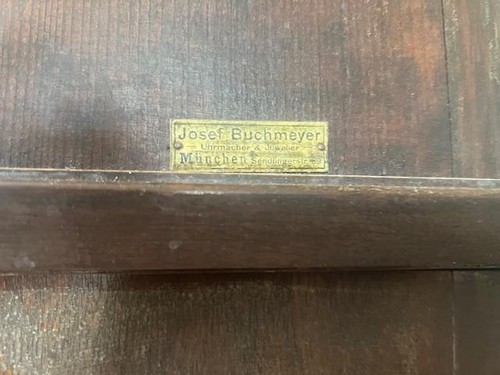 Josef Buchmeyer
Uhrmacher & Juwelier
München Sendlingerstr.